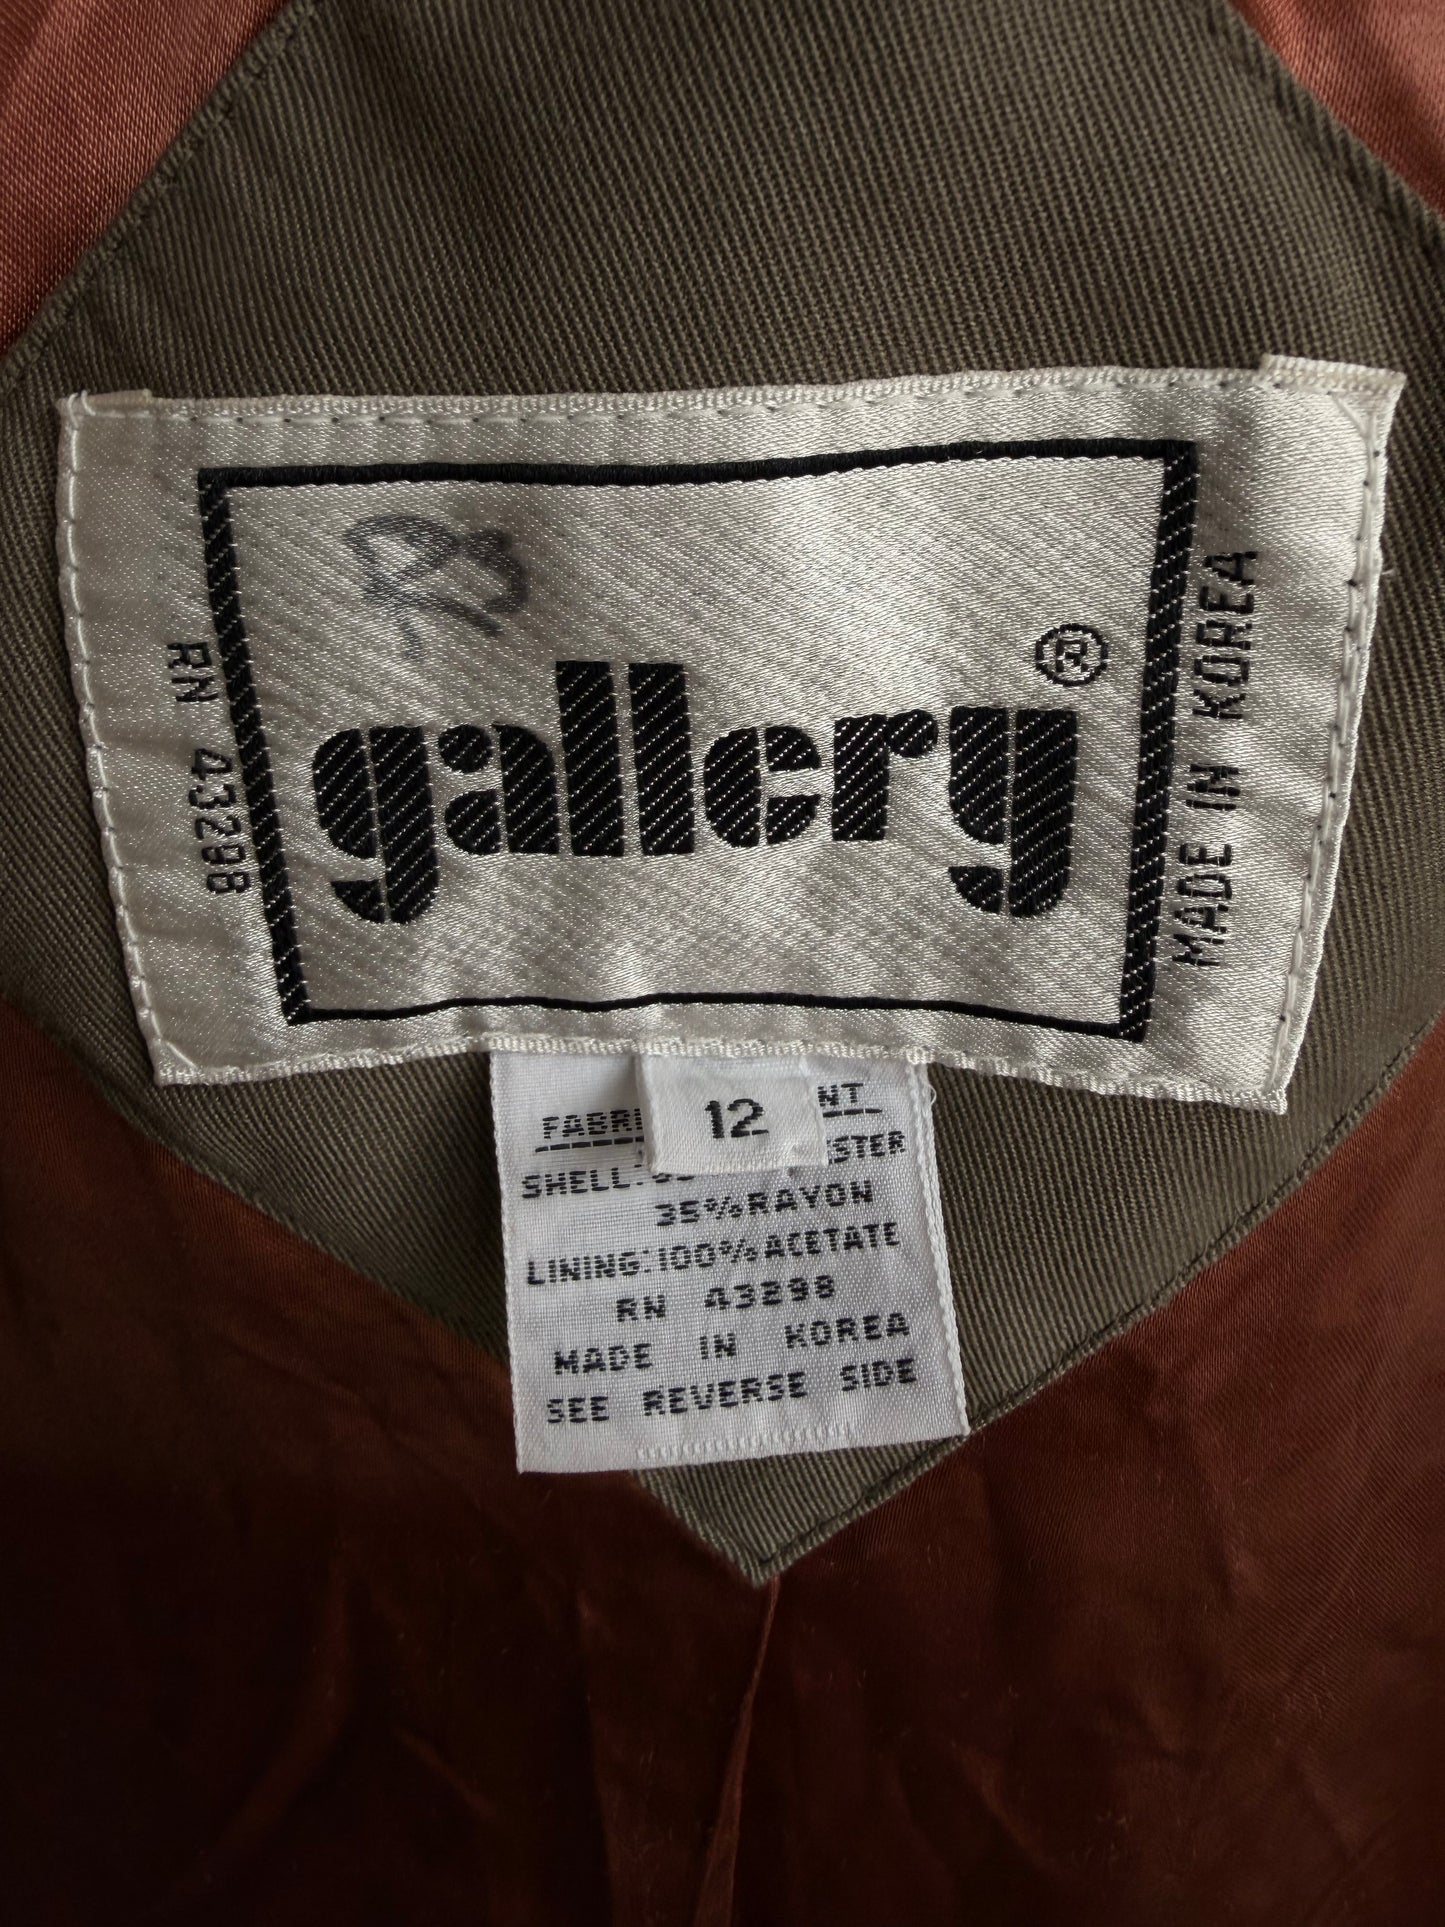 gallery®
RN 43298
MADE IN KOREA
12
SHELL:
35% RAYON
LINING: 100% ACETATE
RN 43298
MADE IN KOREA
SEE REVERSE SIDE